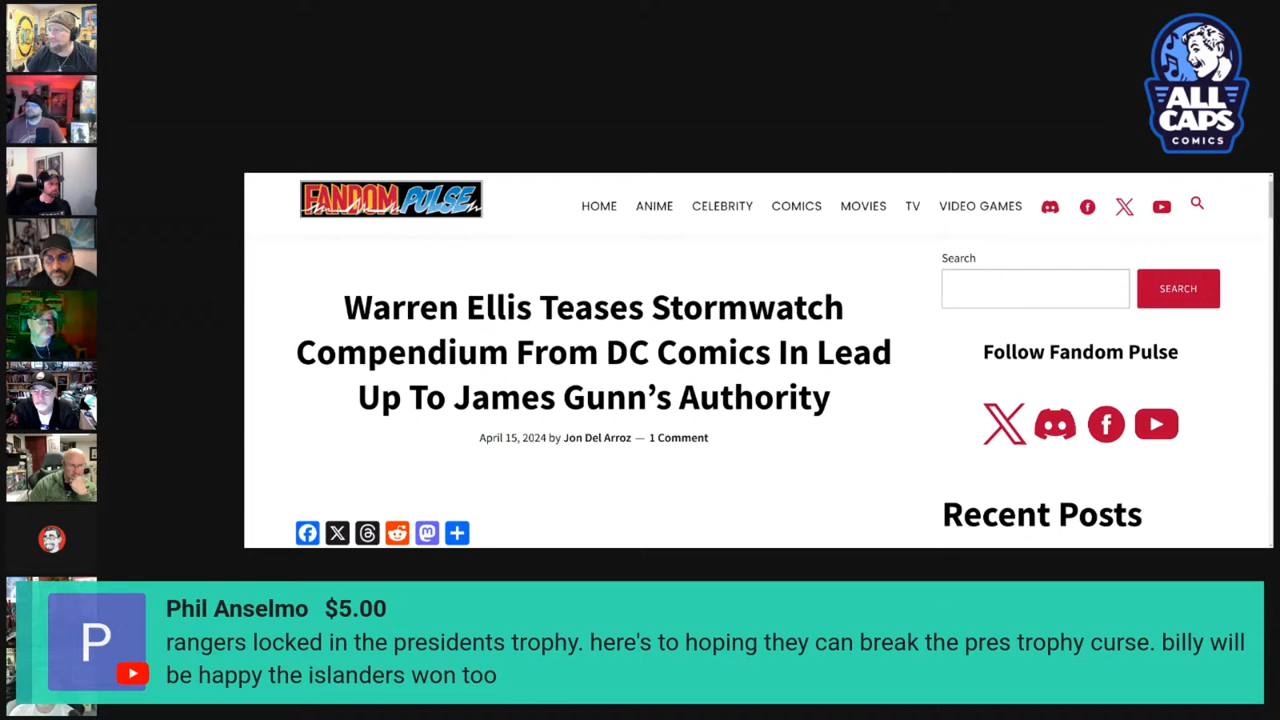 ALL
CAPS
COMICS
FANDOM PULSE
HOME ANIME CELEBRITY COMICS MOVIES TV VIDEO GAMES
Search
SEARCH
Warren Ellis Teases Stormwatch
Compendium From DC Comics In Lead
Up To James Gunn’s Authority
April 15, 2024 by Jon Del Arroz — 1 Comment
Follow Fandom Pulse
Recent Posts
P
Phil Anselmo $5.00
rangers locked in the presidents trophy. here's to hoping they can break the pres trophy curse. billy will
be happy the islanders won too